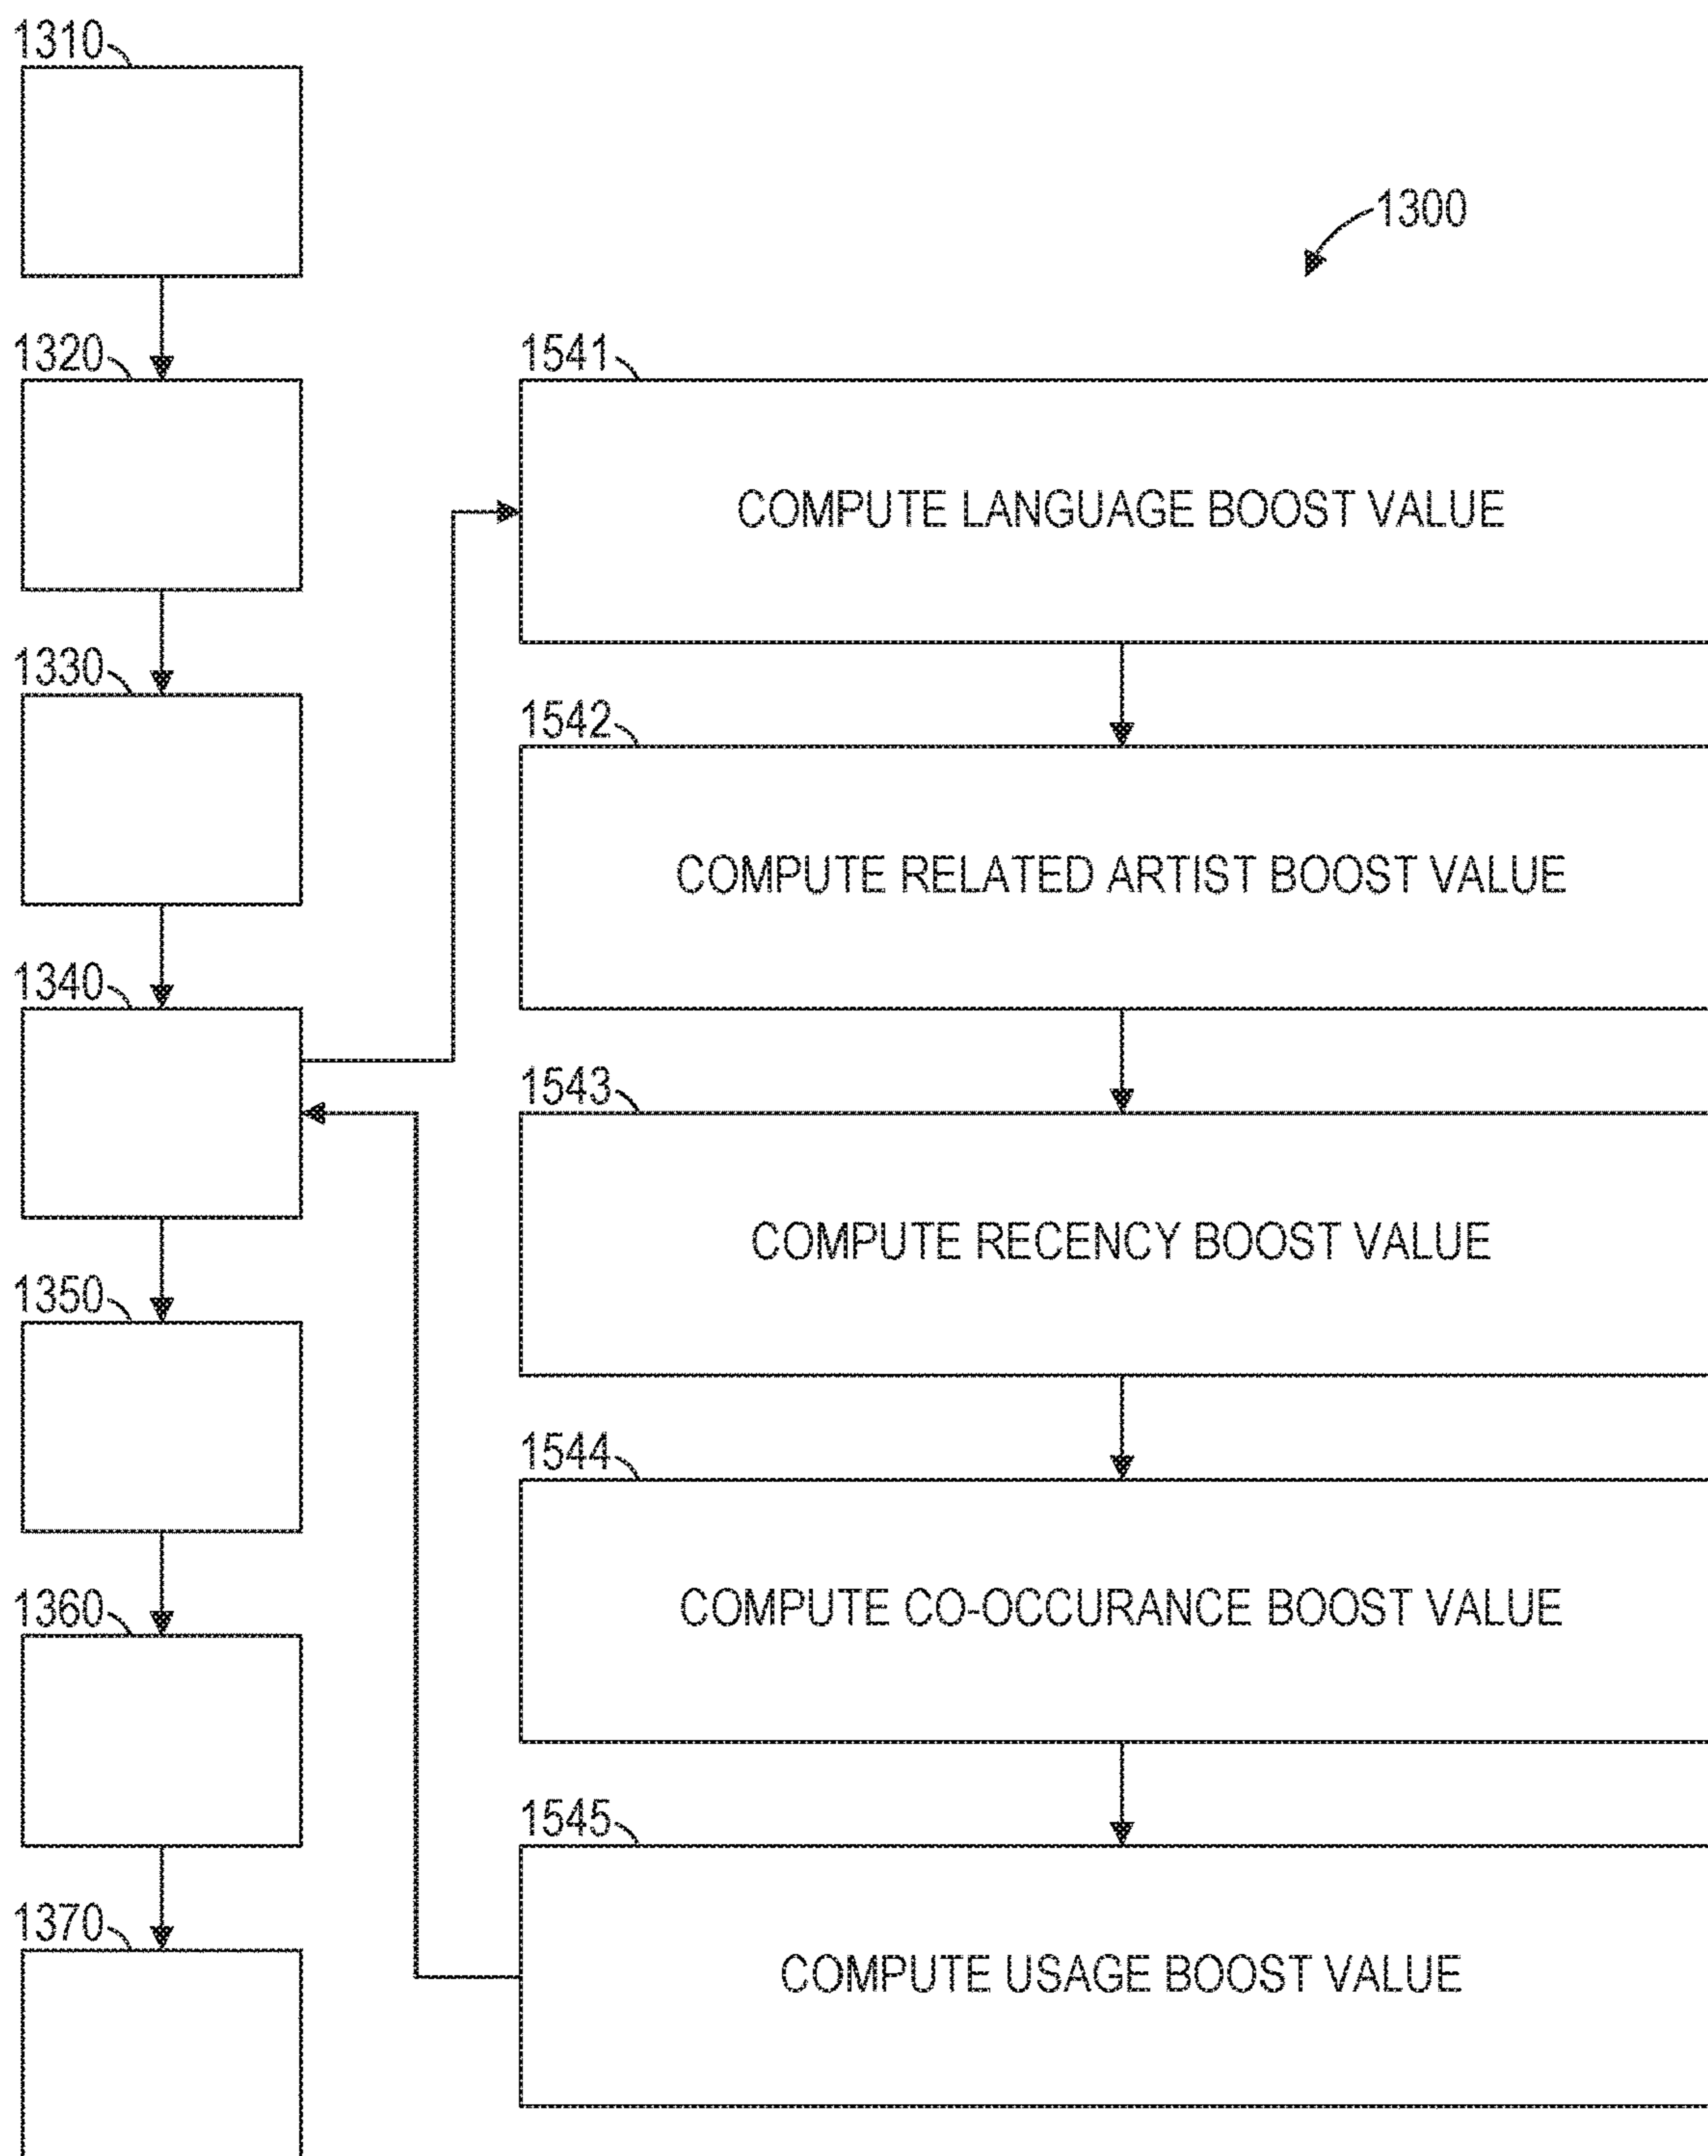 1310
1300
1320
1541
COMPUTE LANGUAGE BOOST VALUE
1330
1542
COMPUTE RELATED ARTIST BOOST VALUE
1340
1543
COMPUTE RECENCY BOOST VALUE
1350
1544
COMPUTE CO-OCCURANCE BOOST VALUE
1360
1545
COMPUTE USAGE BOOST VALUE
1370